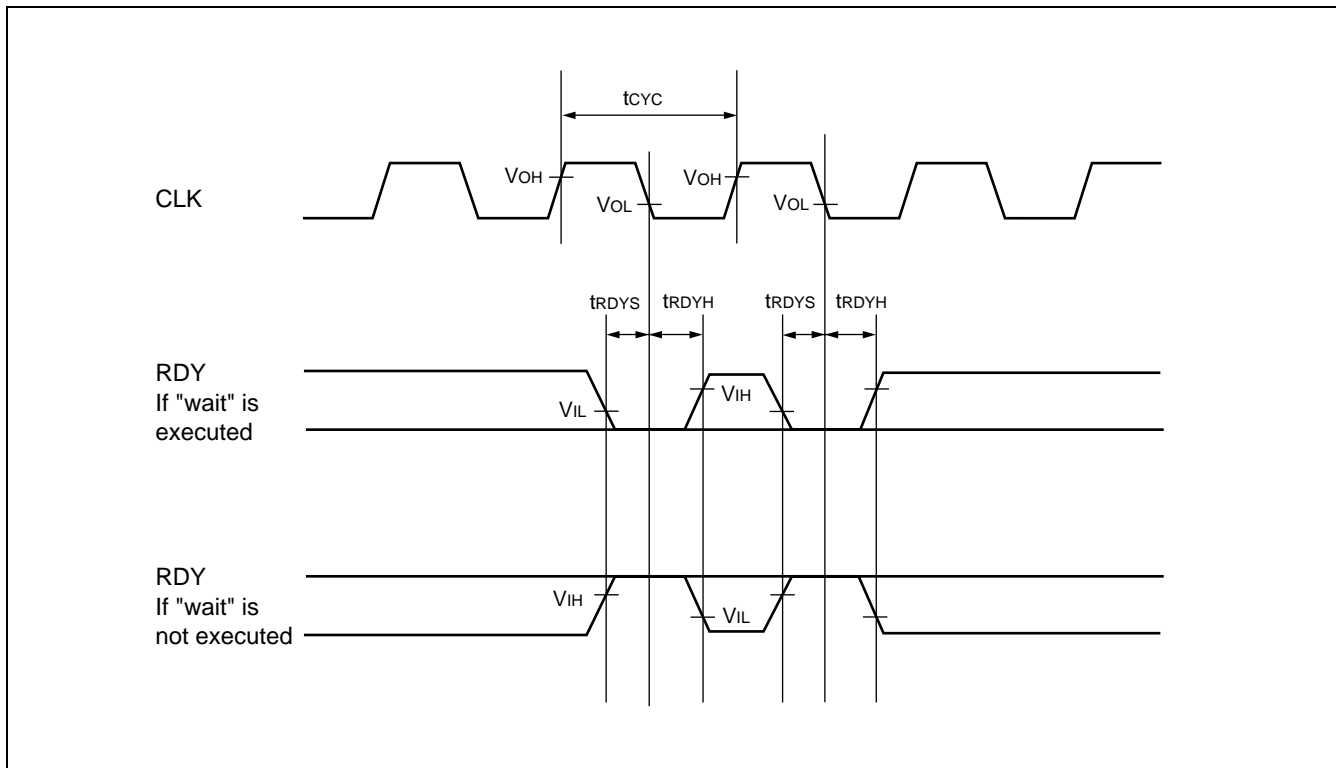 tCYC
VOH
VOH
CLK
VOL
VOL
tRDYS
tRDYH
tRDYS
tRDYH
RDY
If "wait" is
executed
VIL
VIH
RDY
If "wait" is
not executed
VIH
VIL